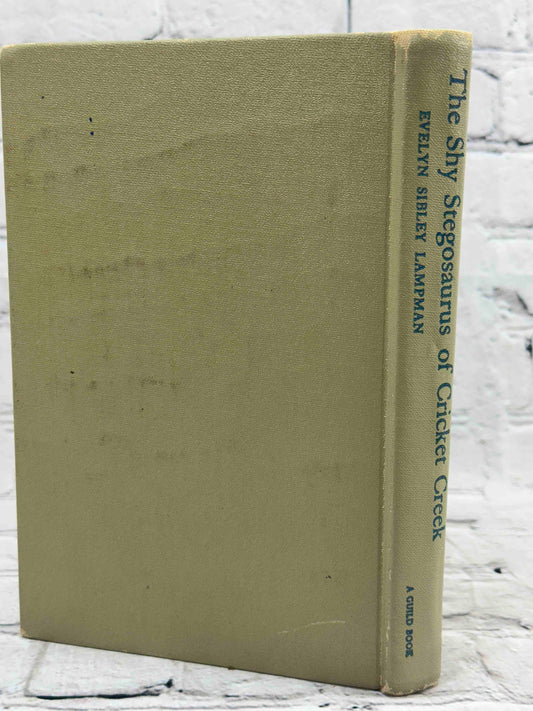 The Shy Stegosaurus of Cricket Creek
EVELYN SIBLEY LAMPMAN
A GUILD BOOK